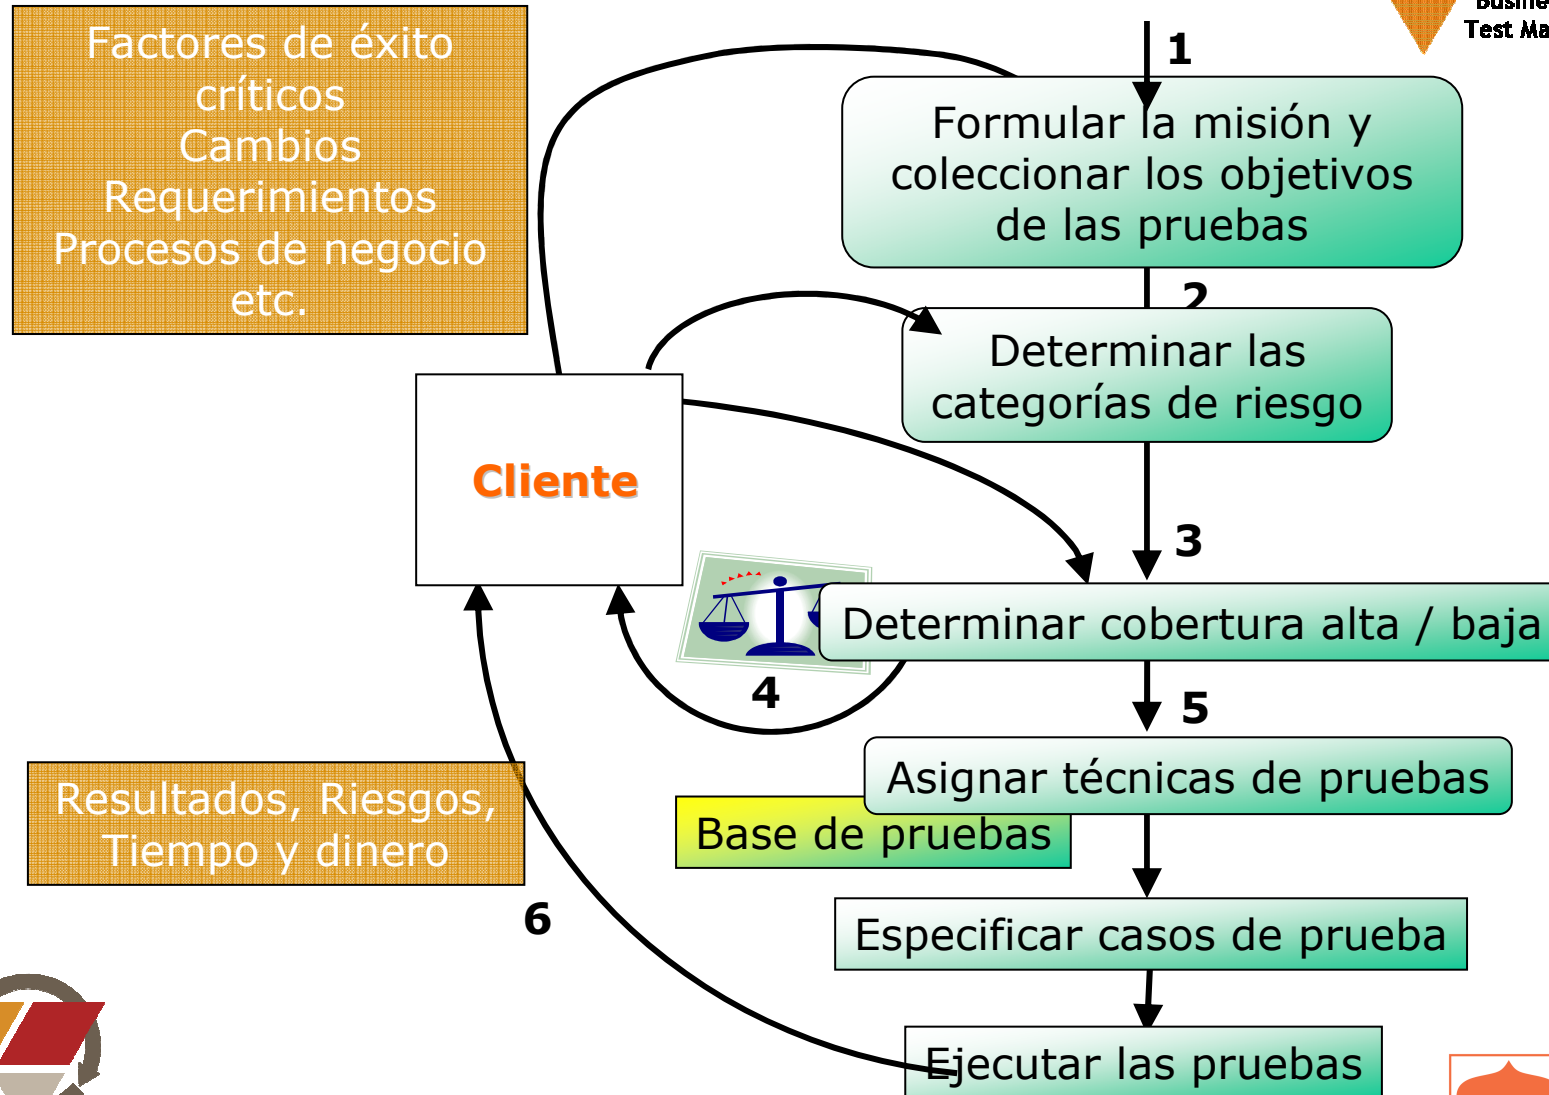 Factores de éxito
críticos
Cambios
Requerimientos
Procesos de negocio
etc.
Test
1
Formular la misión y
coleccionar los objetivos
de las pruebas
2
Determinar las
categorías de riesgo
Cliente
3
Determinar cobertura alta / baja
4
5
Asignar técnicas de pruebas
Base de pruebas
Resultados, Riesgos,
Tiempo y dinero
6
Especificar casos de prueba
Ejecutar las pruebas